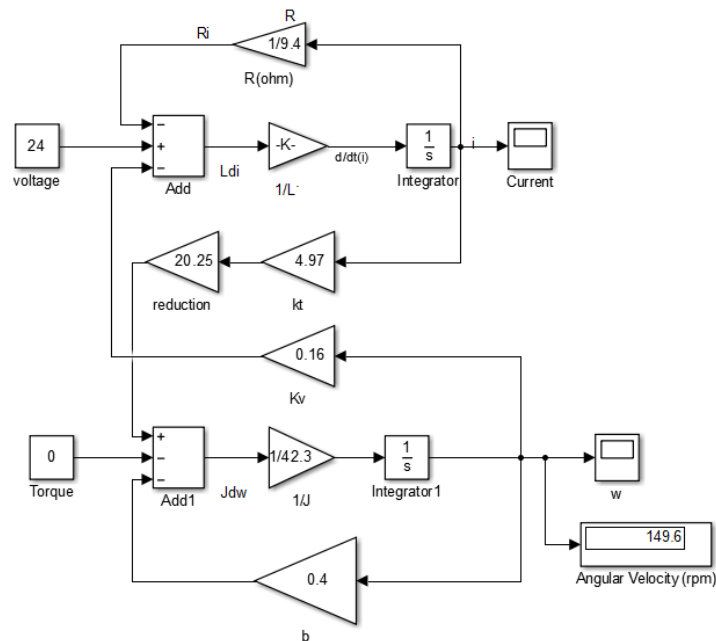 R
Ri
1/9.4
R(ohm)
24
voltage
−
+
−
Add
Ldi
-K-
1/L
d/dt(i)
1
s
Integrator
i
Current
20.25
reduction
4.97
kt
0.16
Kv
0
Torque
+
−
−
Add1
Jdw
1/42.3
1/J
1
s
Integrator1
w
149.6
Angular Velocity (rpm)
0.4
b